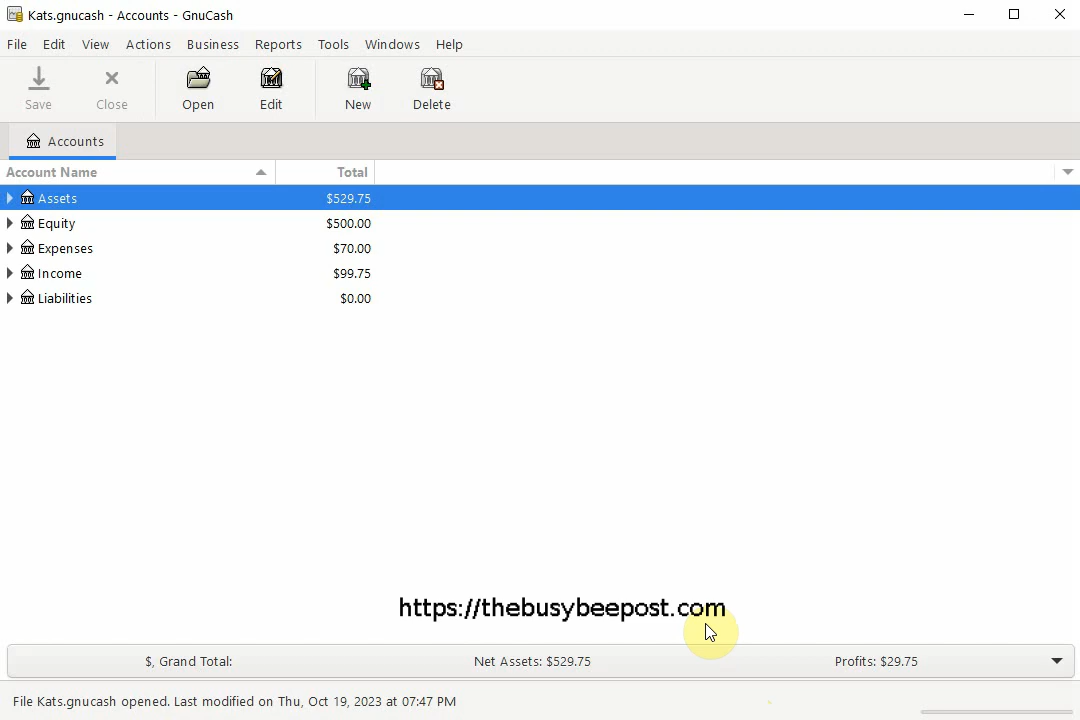 Kats.gnucash - Accounts - GnuCash
File Edit View Actions Business Reports Tools Windows Help
Save Close Open Edit New Delete
Accounts
Account Name Total
Assets $529.75
Equity $500.00
Expenses $70.00
Income $99.75
Liabilities $0.00
https://thebusybeepost.com
$, Grand Total: Net Assets: $529.75 Profits: $29.75
File Kats.gnucash opened. Last modified on Thu, Oct 19, 2023 at 07:47 PM